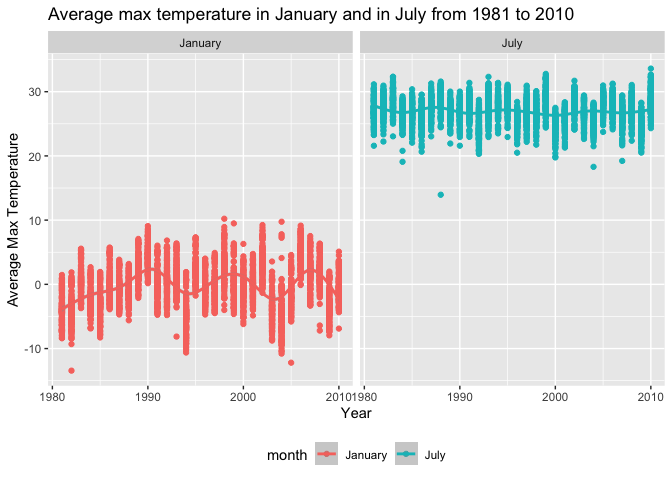 Average max temperature in January and in July from 1981 to 2010
January
July
Average Max Temperature
30
20
10
0
-10
1980
1990
2000
2010
1980
1990
2000
2010
Year
month
January
July